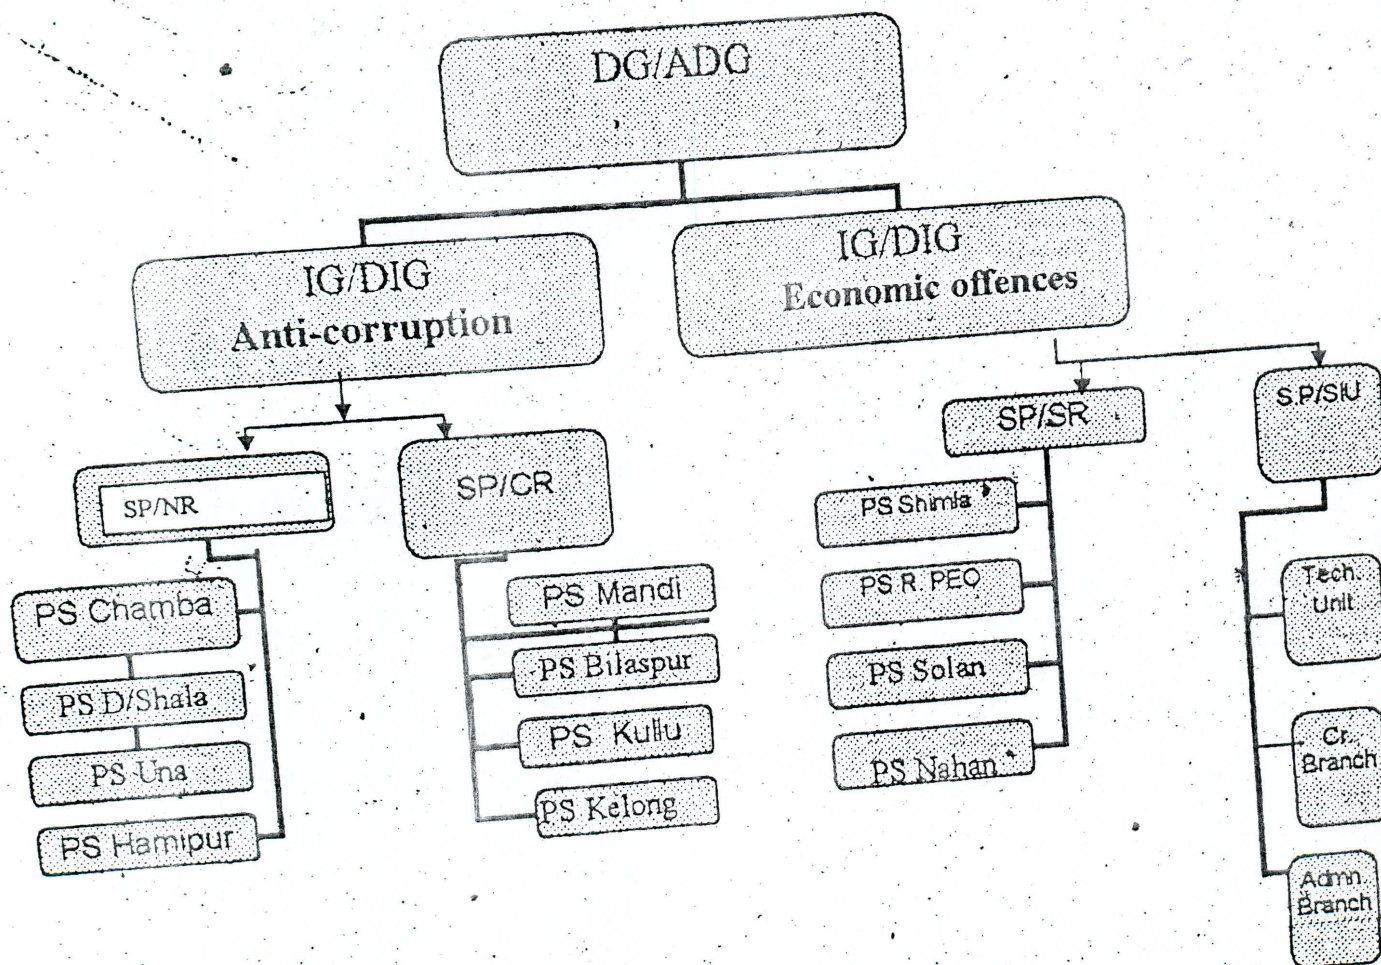 DG/ADG
IG/DIG
Anti-corruption
IG/DIG
Economic offences
SP/NR
SP/CR
SP/SR
S.P/SIU
PS Chamba
PS D/Shala
PS Una
PS Hamipur
PS Mandi
PS Bilaspur
PS Kullu
PS Kelong
PS Shimla
PS R. PEO
PS Solan
PS Nahan
Tech.
Unit
Cr.
Branch
Admn.
Branch